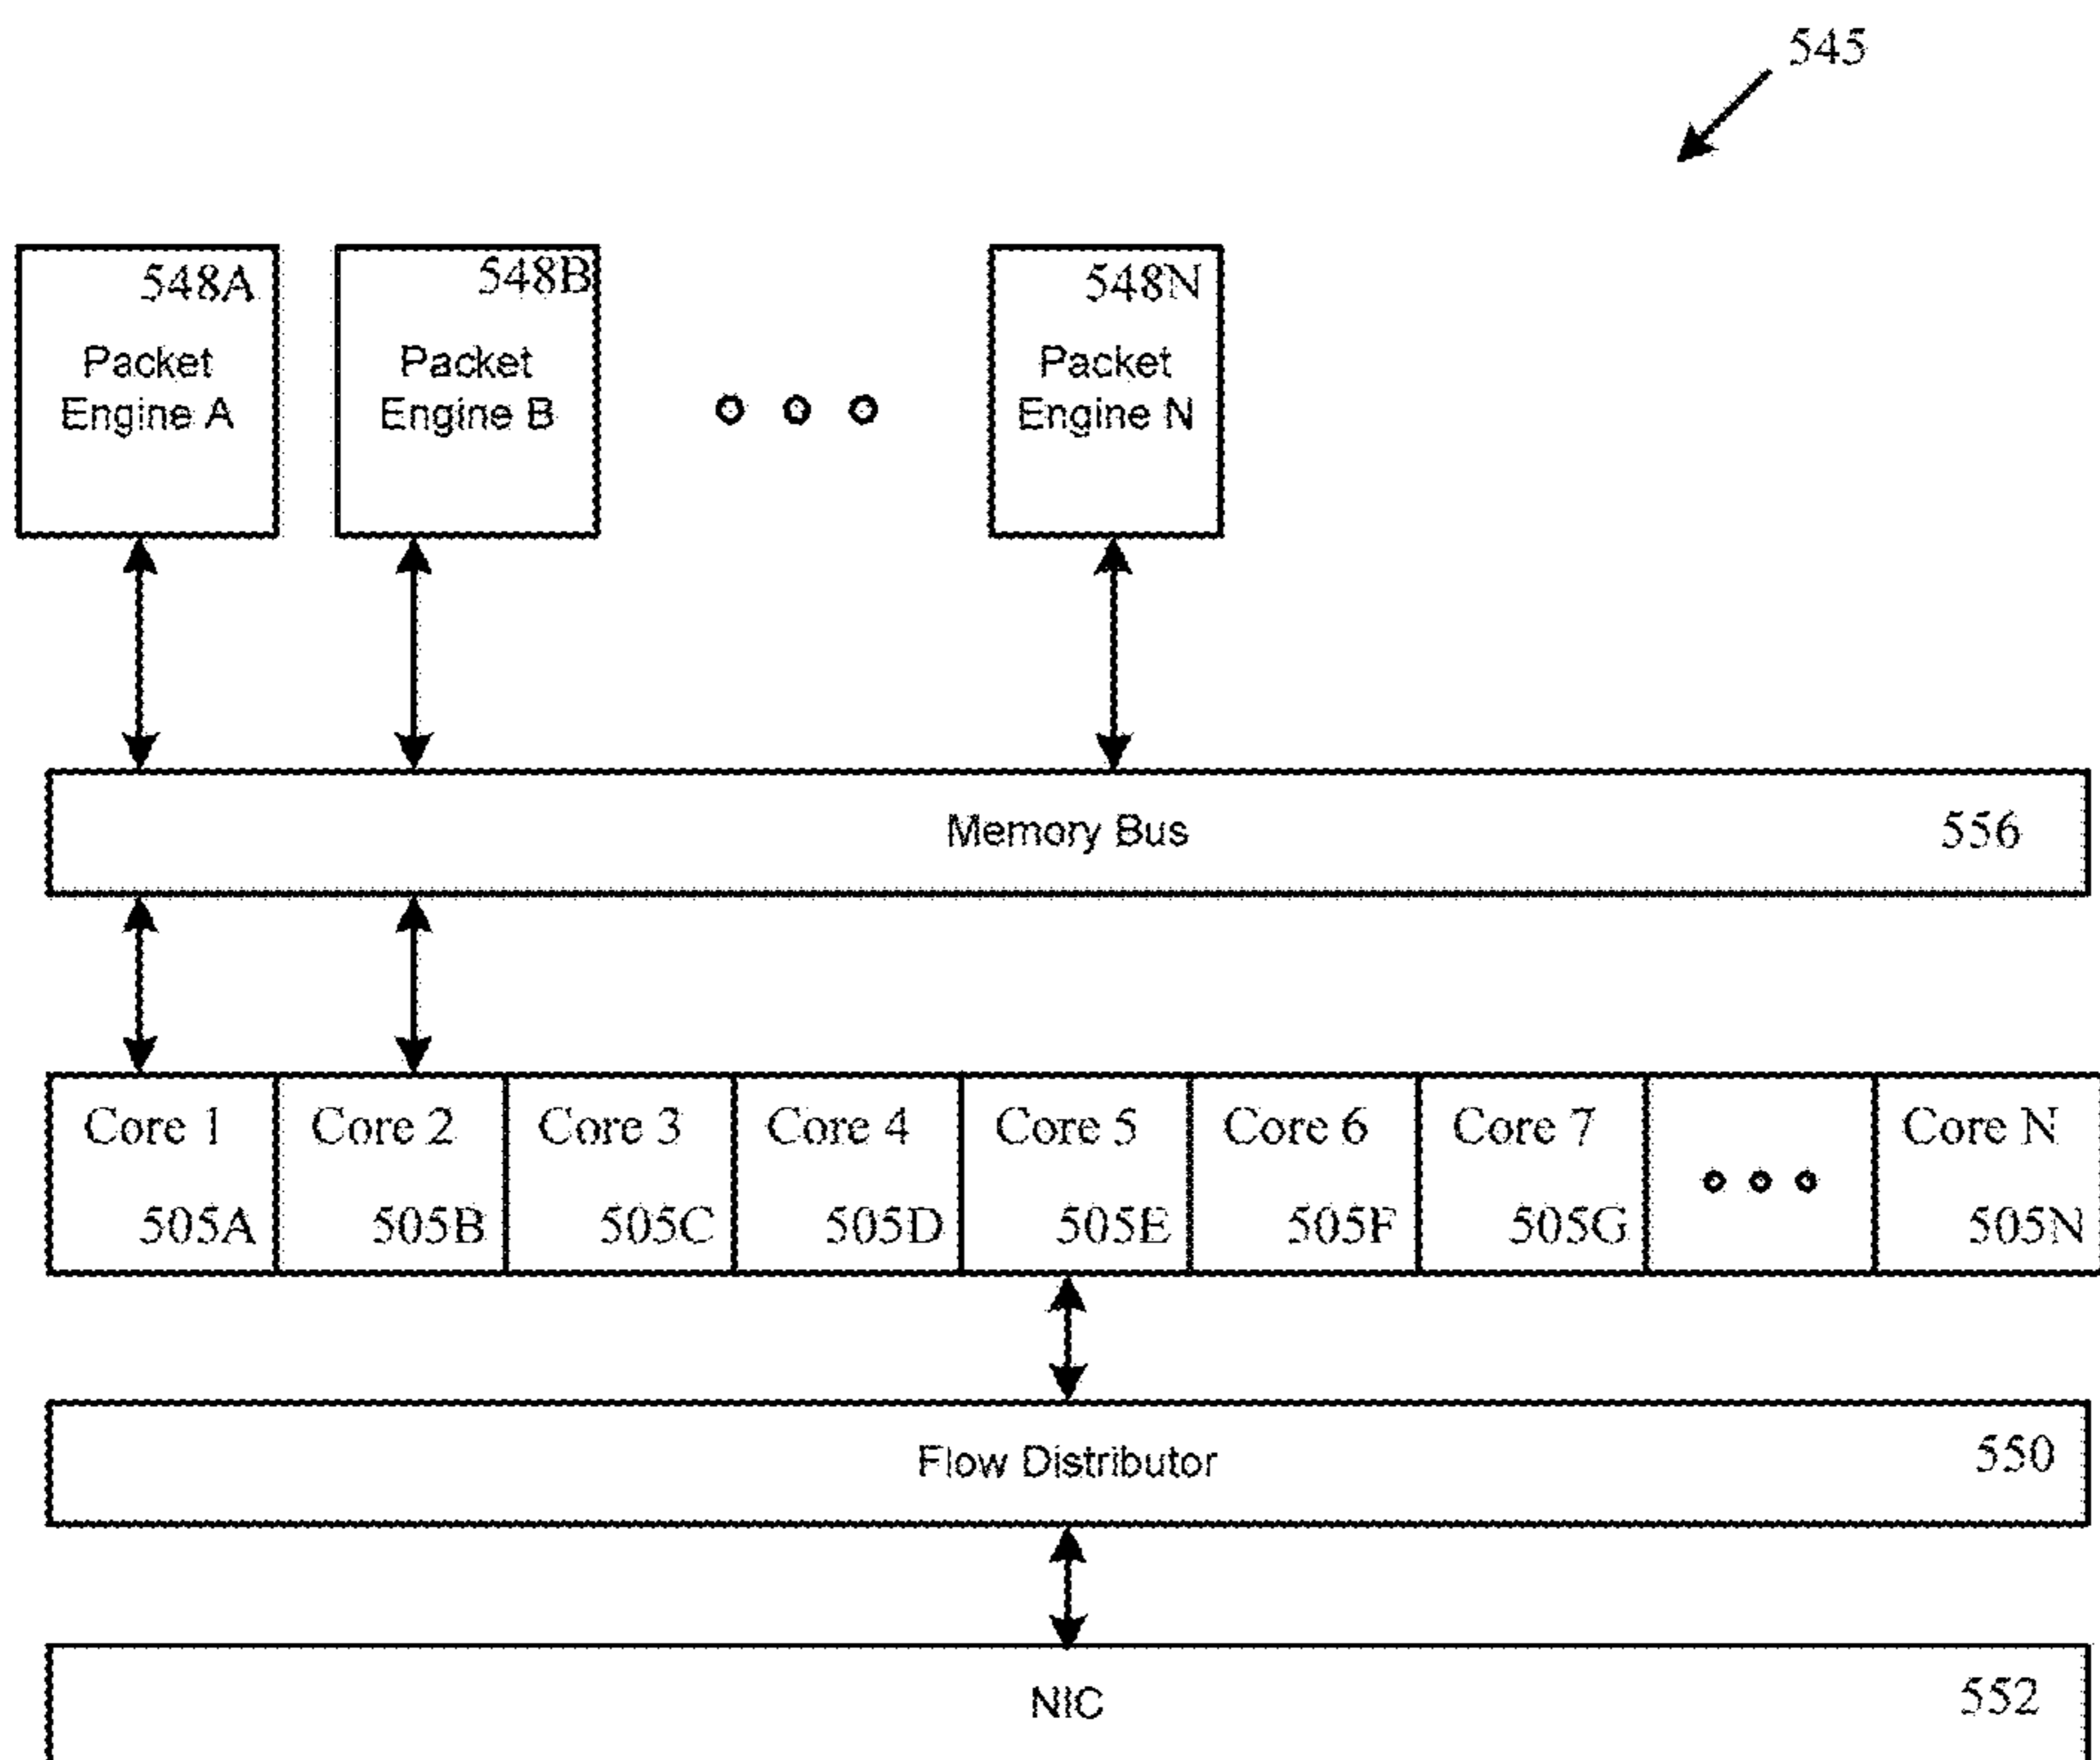 545
548A
Packet
Engine A
548B
Packet
Engine B
548N
Packet
Engine N
Memory Bus
556
Core 1
505A
Core 2
505B
Core 3
505C
Core 4
505D
Core 5
505E
Core 6
505F
Core 7
505G
Core N
505N
Flow Distributor
550
NIC
552